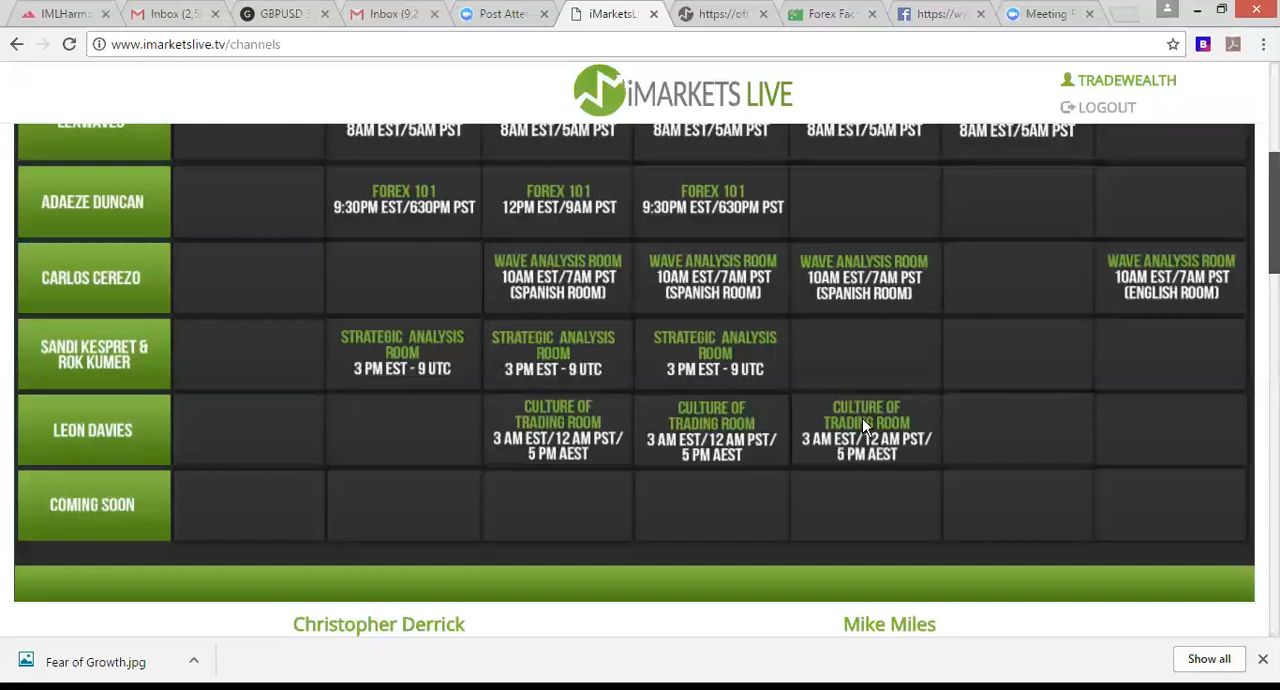 IMLHarm
Inbox (2,5
GBPUSD
Inbox (9,2
Post Atte
iMarketsL
https://of
Forex Fac
https://w
Meeting
www.imarketslive.tv/channels
iMARKETS LIVE
TRADEWEALTH
LOGOUT
8AM EST/5AM PST
8AM EST/5AM PST
8AM EST/5AM PST
8AM EST/5AM PST
8AM EST/5AM PST
ADAEZE DUNCAN
FOREX 101
9:30PM EST/630PM PST
FOREX 101
12PM EST/9AM PST
FOREX 101
9:30PM EST/630PM PST
CARLOS CEREZO
WAVE ANALYSIS ROOM
10AM EST/7AM PST
(SPANISH ROOM)
WAVE ANALYSIS ROOM
10AM EST/7AM PST
(SPANISH ROOM)
WAVE ANALYSIS ROOM
10AM EST/7AM PST
(SPANISH ROOM)
WAVE ANALYSIS ROOM
10AM EST/7AM PST
(ENGLISH ROOM)
SANDI KESPRET &
ROK KUMER
STRATEGIC ANALYSIS
ROOM
3 PM EST - 9 UTC
STRATEGIC ANALYSIS
ROOM
3 PM EST - 9 UTC
STRATEGIC ANALYSIS
ROOM
3 PM EST - 9 UTC
LEON DAVIES
CULTURE OF
TRADING ROOM
3 AM EST/12 AM PST/
5 PM AEST
CULTURE OF
TRADING ROOM
3 AM EST/12 AM PST/
5 PM AEST
CULTURE OF
TRADING ROOM
3 AM EST/12 AM PST/
5 PM AEST
COMING SOON
Christopher Derrick
Mike Miles
Fear of Growth.jpg
Show all